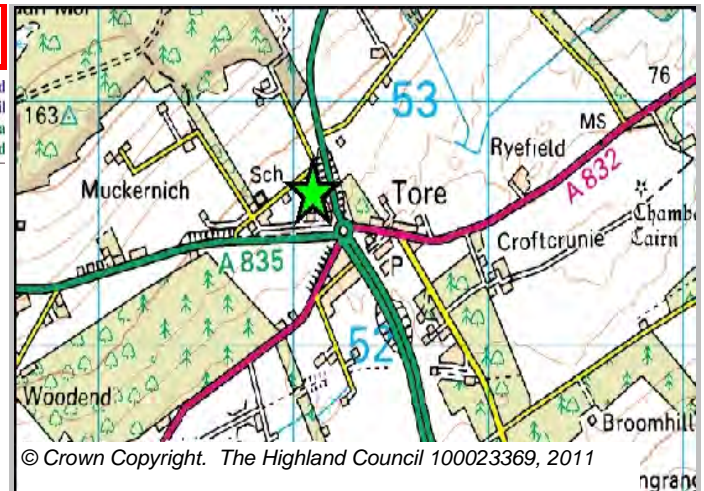 53
163
76
MS
Ryefield
Sch
Muckernich
Tore
A 832
Croftcrunie
Cairn
A 835
P
52
Woodend
Broomhill
© Crown Copyright. The Highland Council 100023369, 2011